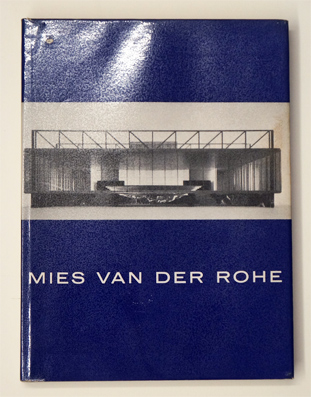 MIES VAN DER ROHE